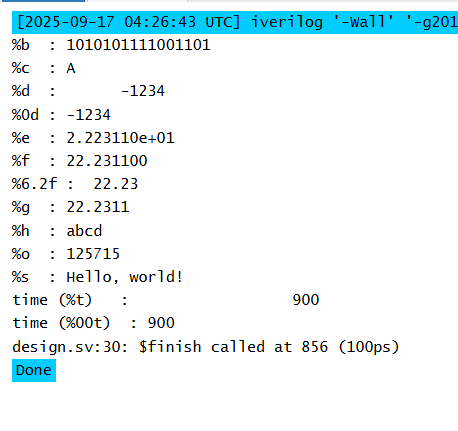 [2025-09-17 04:26:43 UTC] iverilog '-Wall' '-g201
%b  : 1010101111001101
%c  : A
%d  :       -1234
%0d : -1234
%e  : 2.223110e+01
%f  : 22.231100
%6.2f :  22.23
%g  : 22.2311
%h  : abcd
%o  : 125715
%s  : Hello, world!
time (%t)   :                  900
time (%00t)  : 900
design.sv:30: $finish called at 856 (100ps)
Done